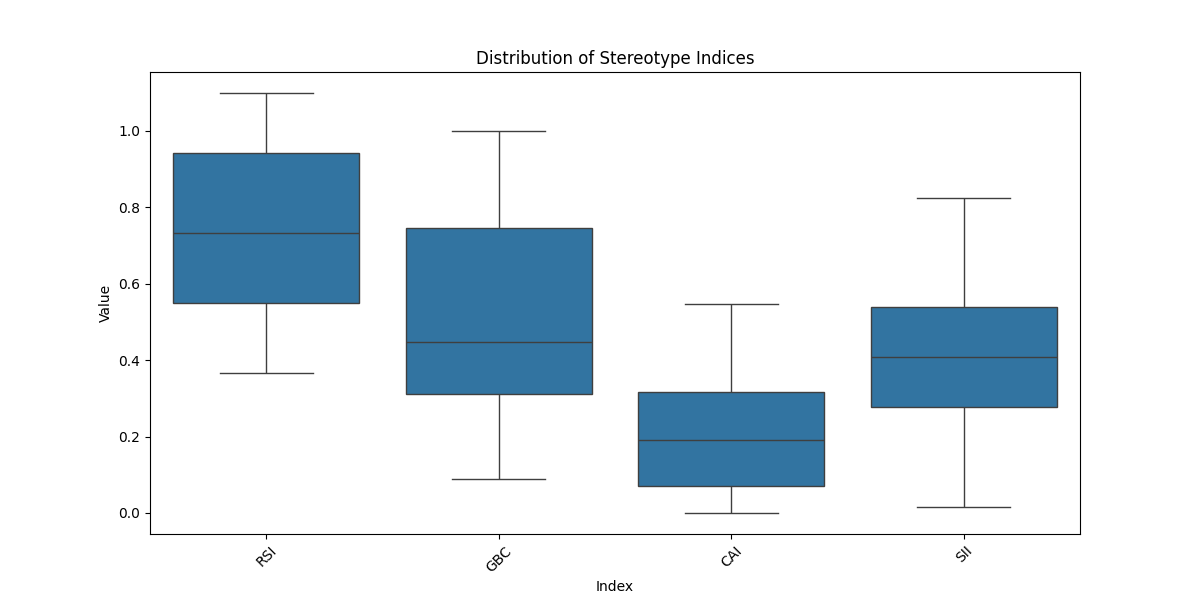 Distribution of Stereotype Indices
Value
1.0
0.8
0.6
0.4
0.2
0.0
RSI
GBC
CAI
SII
Index